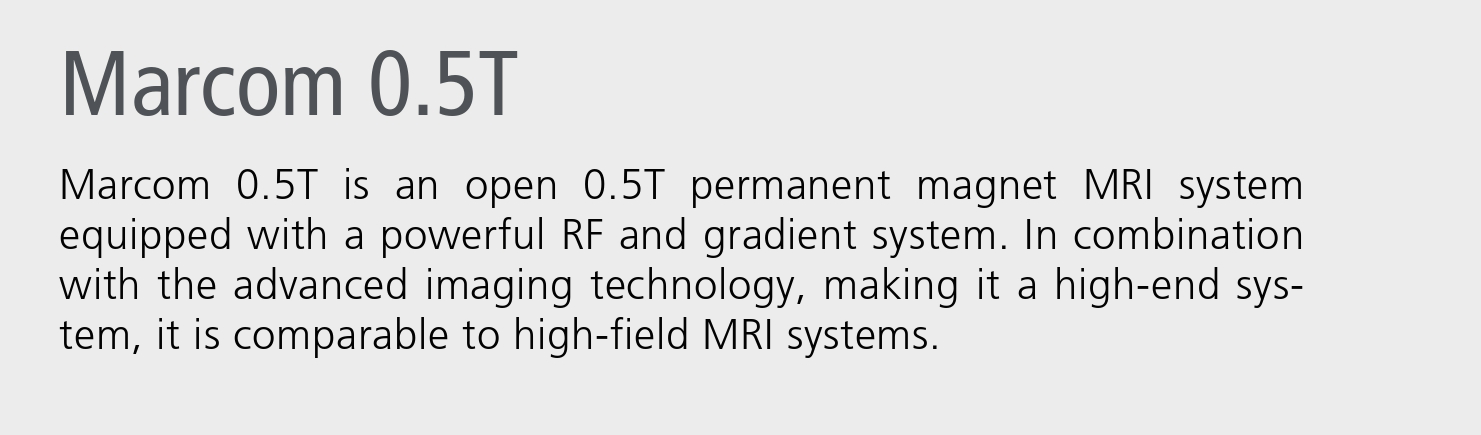 Marcom 0.5T
Marcom 0.5T is an open 0.5T permanent magnet MRI system
equipped with a powerful RF and gradient system. In combination
with the advanced imaging technology, making it a high-end sys-
tem, it is comparable to high-field MRI systems.